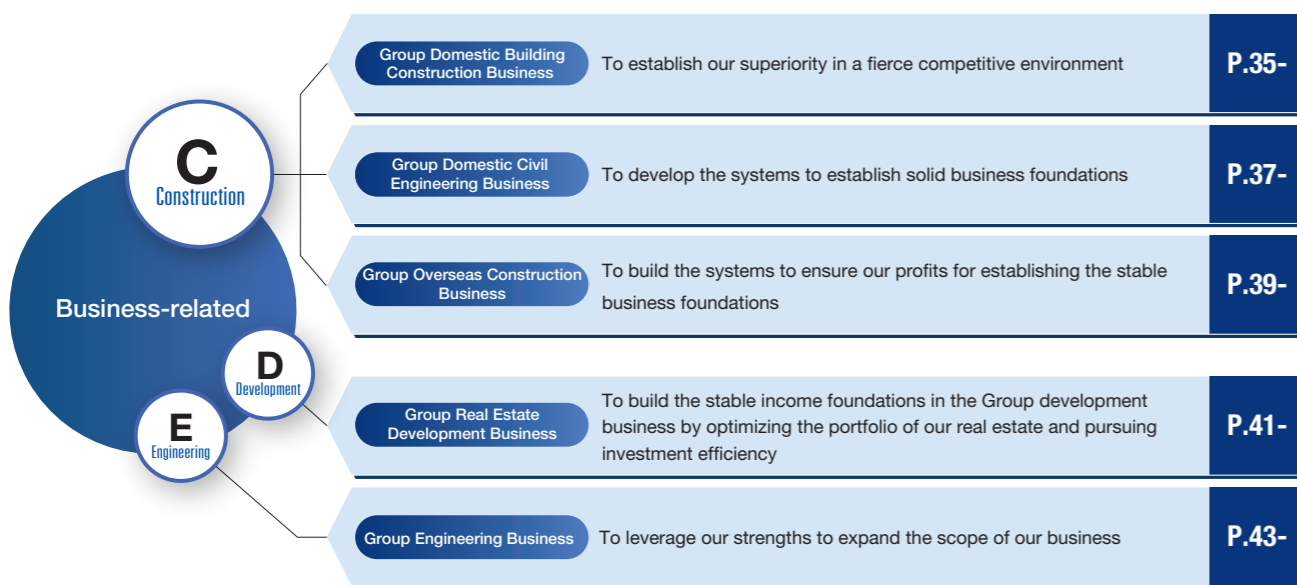 Business-related
C
Construction
Group Domestic Building
Construction Business
To establish our superiority in a fierce competitive environment
P.35-
Group Domestic Civil
Engineering Business
To develop the systems to establish solid business foundations
P.37-
Group Overseas Construction
Business
To build the systems to ensure our profits for establishing the stable
business foundations
P.39-
D
Development
Group Real Estate
Development Business
To build the stable income foundations in the Group development
business by optimizing the portfolio of our real estate and pursuing
investment efficiency
P.41-
E
Engineering
Group Engineering Business
To leverage our strengths to expand the scope of our business
P.43-